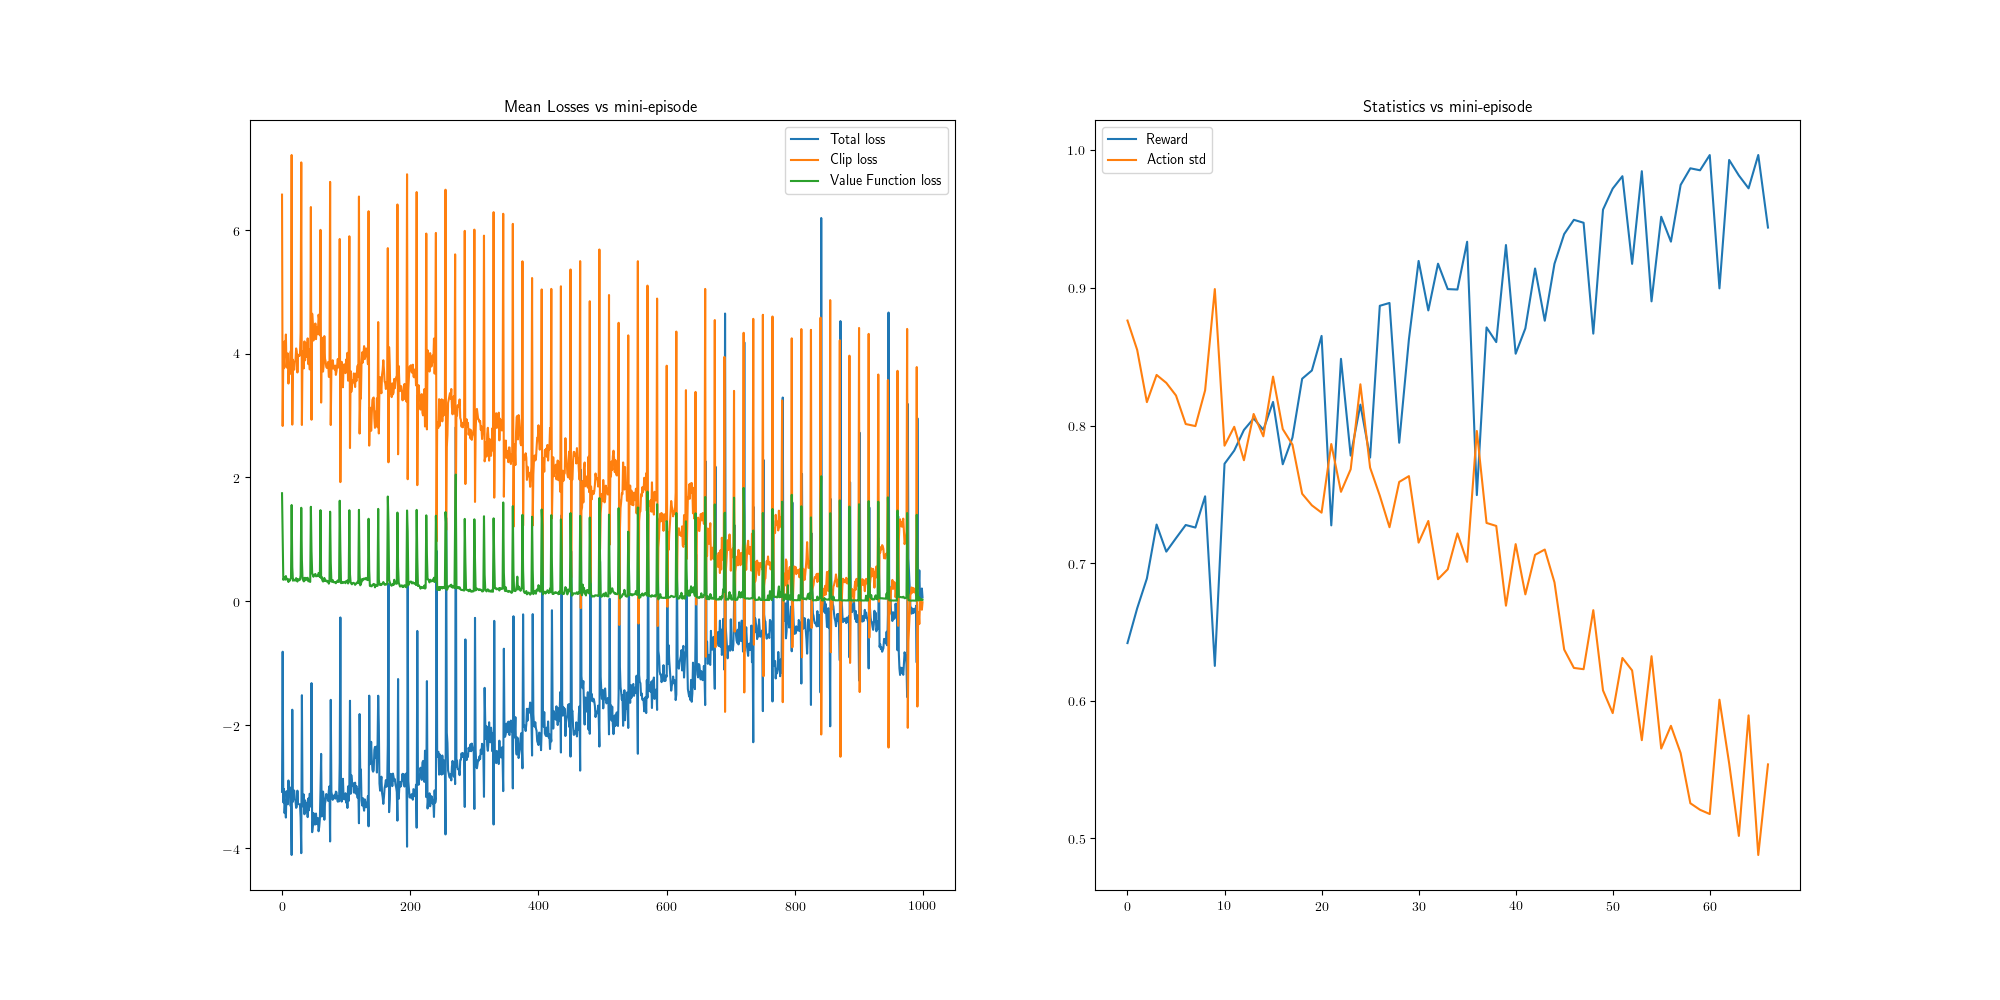 Mean Losses vs mini-episode
Total loss
Clip loss
Value Function loss
6
4
2
0
−2
−4
0 200 400 600 800 1000
Statistics vs mini-episode
Reward
Action std
1.0
0.9
0.8
0.7
0.6
0.5
0 10 20 30 40 50 60